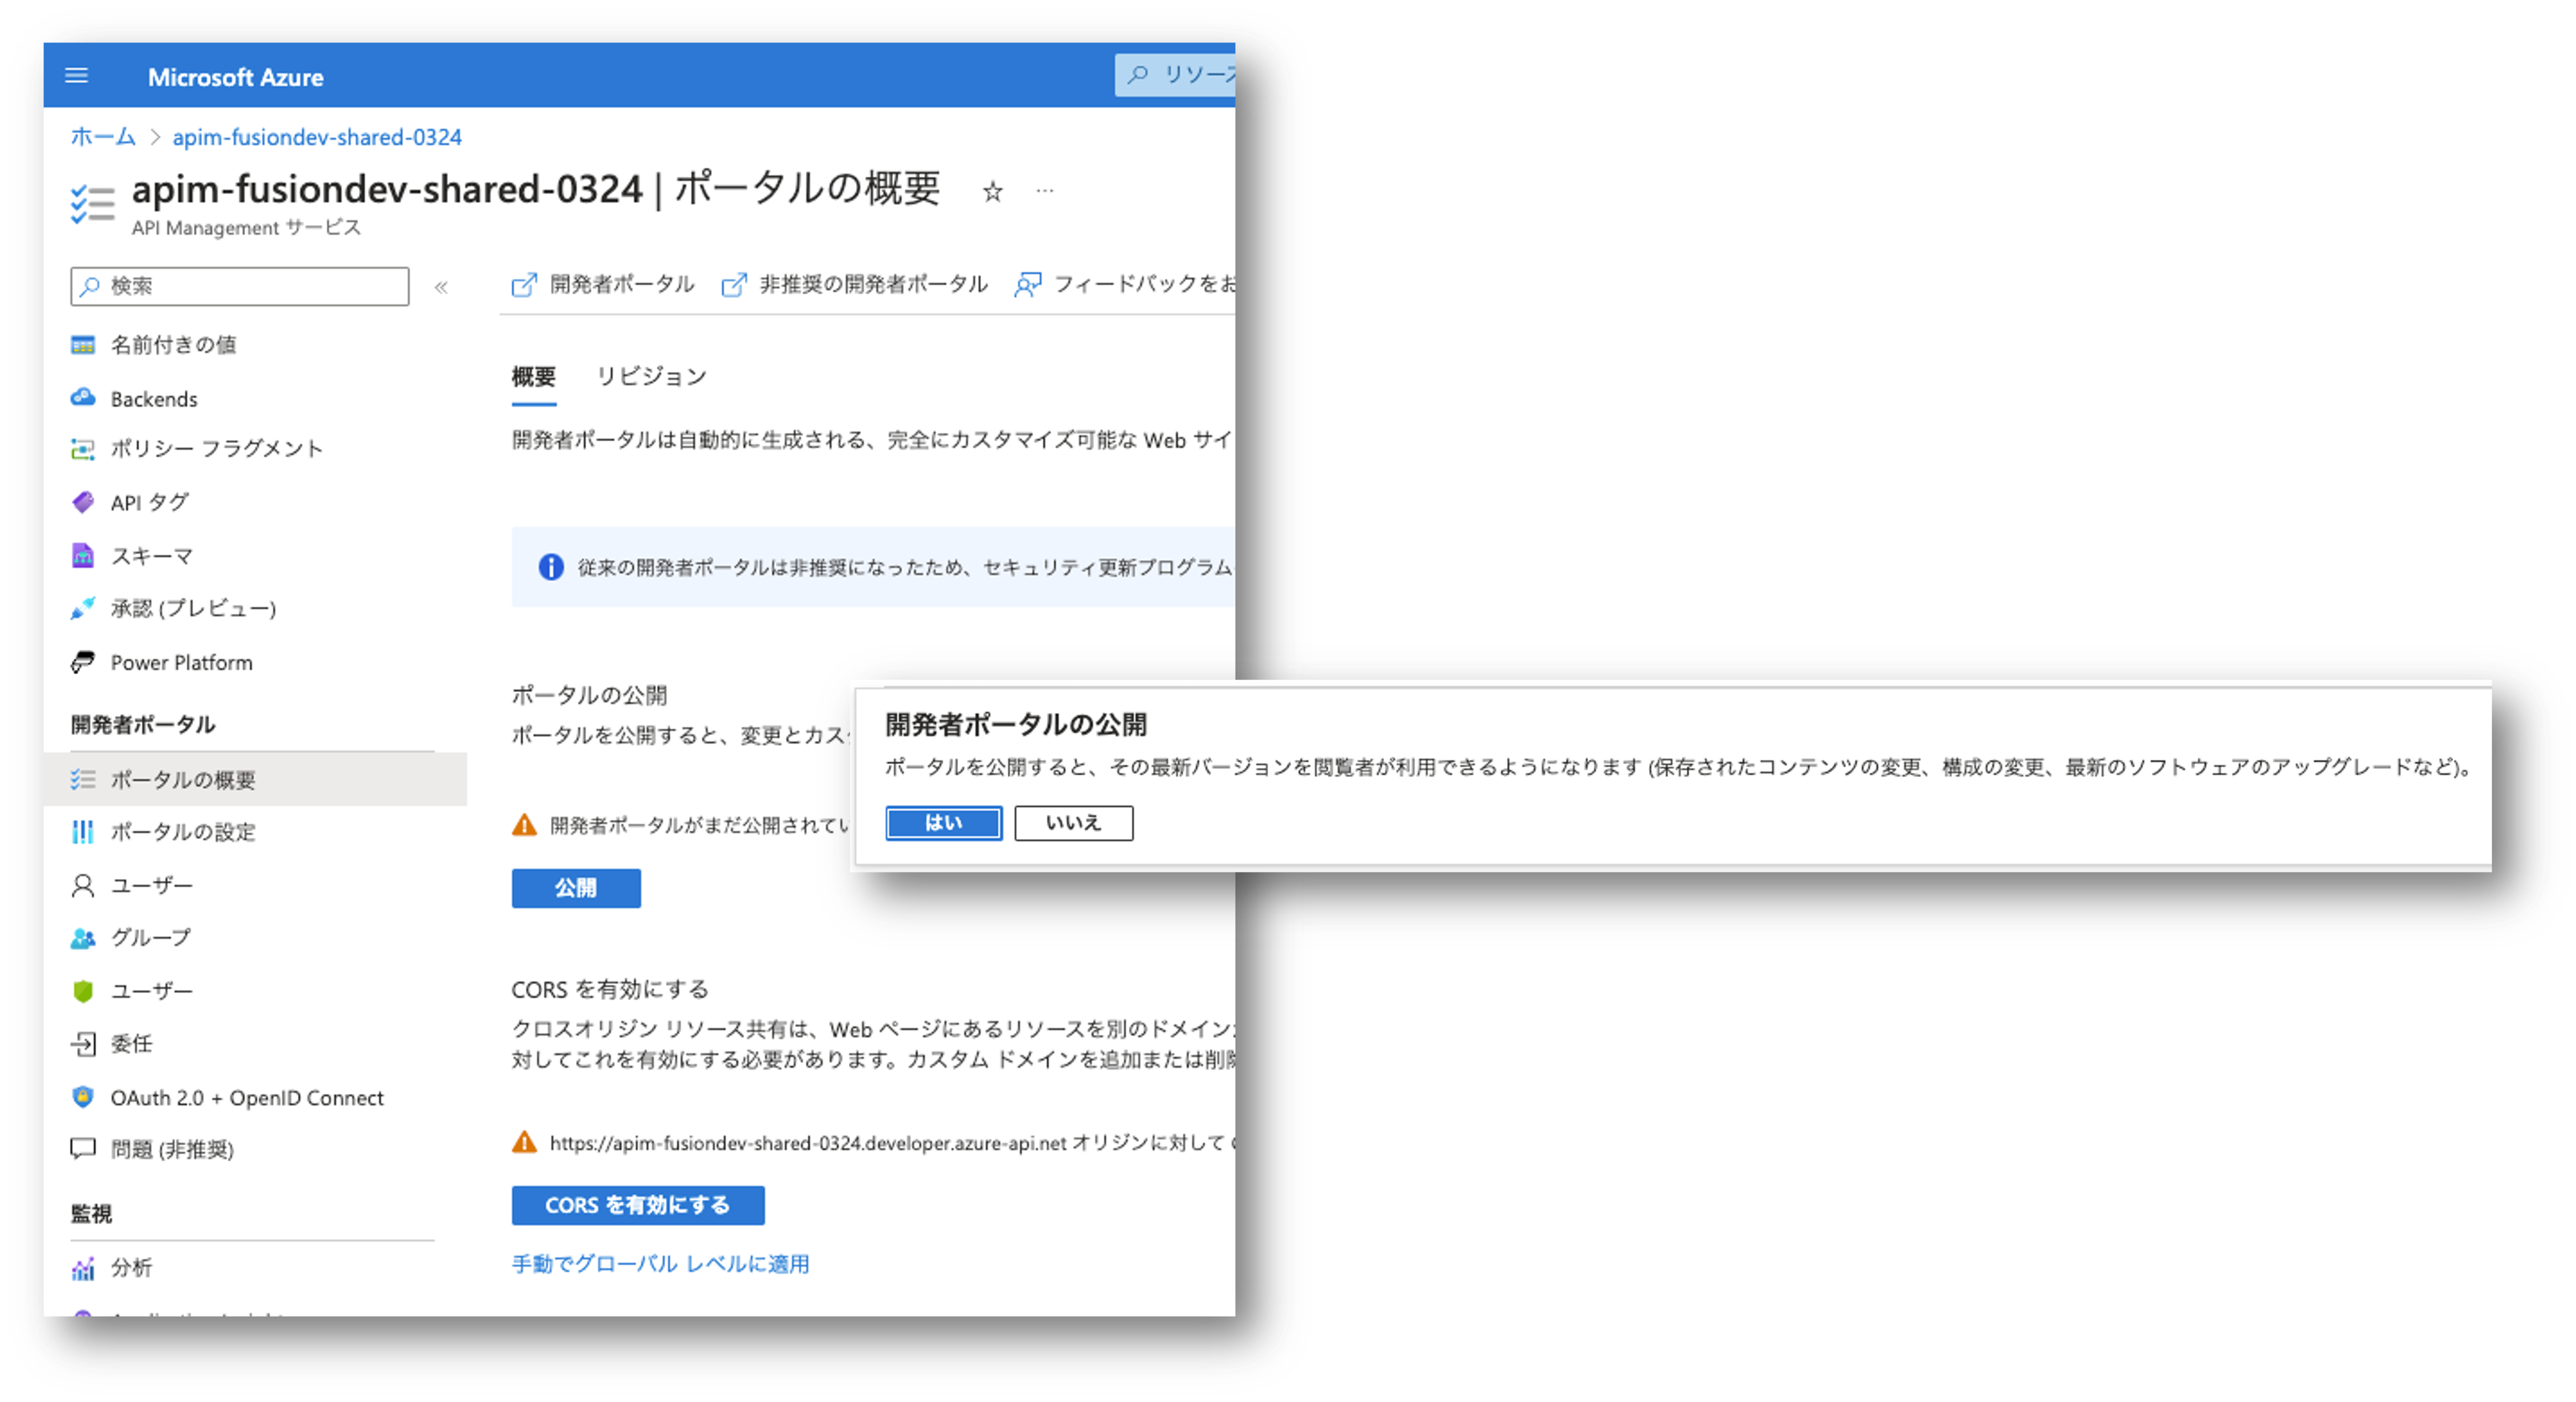 Microsoft Azure
リソース
ホーム > apim-fusiondev-shared-0324
apim-fusiondev-shared-0324 | ポータルの概要
API Management サービス
検索
名前付きの値
Backends
ポリシー フラグメント
API タグ
スキーマ
承認 (プレビュー)
Power Platform
開発者ポータル
ポータルの概要
ポータルの設定
ユーザー
グループ
ユーザー
委任
OAuth 2.0 + OpenID Connect
問題 (非推奨)
監視
分析
開発者ポータル 非推奨の開発者ポータル フィードバックをお
概要 リビジョン
開発者ポータルは自動的に生成される、完全にカスタマイズ可能な Web サイ
従来の開発者ポータルは非推奨になったため、セキュリティ更新プログラム
ポータルの公開
ポータルを公開すると、変更とカス
開発者ポータルがまだ公開されてい
公開
CORS を有効にする
クロスオリジン リソース共有は、Web ページにあるリソースを別のドメイン
対してこれを有効にする必要があります。カスタム ドメインを追加または削除
https://apim-fusiondev-shared-0324.developer.azure-api.net オリジンに対して
CORS を有効にする
手動でグローバル レベルに適用
開発者ポータルの公開
ポータルを公開すると、その最新バージョンを閲覧者が利用できるようになります (保存されたコンテンツの変更、構成の変更、最新のソフトウェアのアップグレードなど)。
はい いいえ